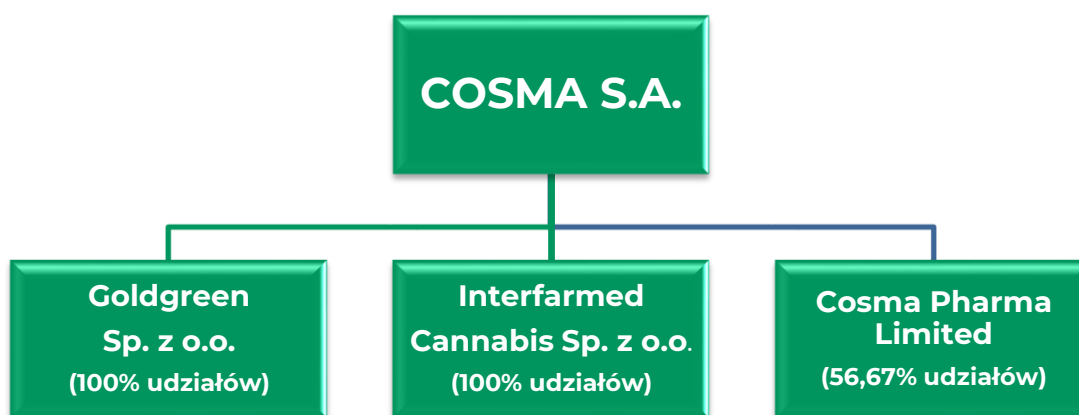 COSMA S.A.
Goldgreen
Sp. z o.o.
(100% udziałów)
Interfarmed
Cannabis Sp. z o.o.
(100% udziałów)
Cosma Pharma
Limited
(56,67% udziałów)